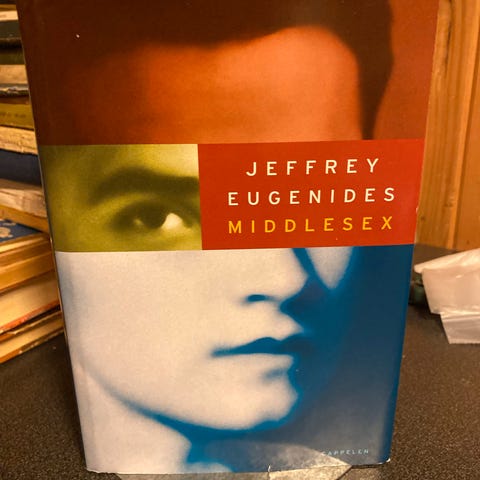 JEFFREY
EUGENIDES
MIDDLESEX
CAPPELEN